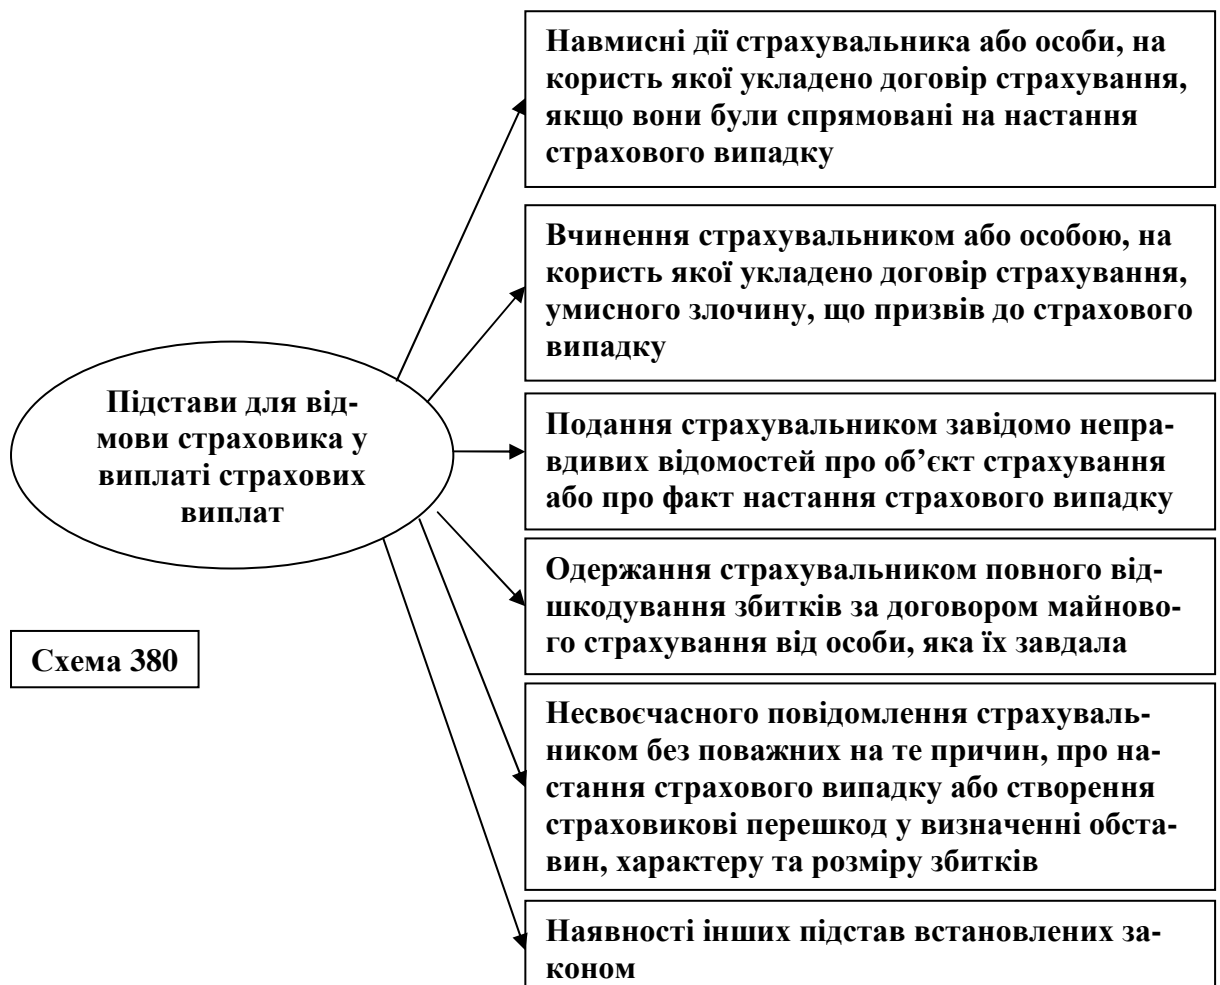 Навмисні дії страхувальника або особи, на
користь якої укладено договір страхування,
якщо вони були спрямовані на настання
страхового випадку
Вчинення страхувальником або особою, на
користь якої укладено договір страхування,
умисного злочину, що призвів до страхового
випадку
Підстави для від-
мови страховика у
виплаті страхових
виплат
Подання страхувальником завідомо непра-
вдивих відомостей про об’єкт страхування
або про факт настання страхового випадку
Одержання страхувальником повного від-
шкодування збитків за договором майново-
го страхування від особи, яка їх завдала
Схема 380
Несвоєчасного повідомлення страхуваль-
ником без поважних на те причин, про на-
стання страхового випадку або створення
страховикові перешкод у визначенні обста-
вин, характеру та розміру збитків
Наявності інших підстав встановлених за-
коном